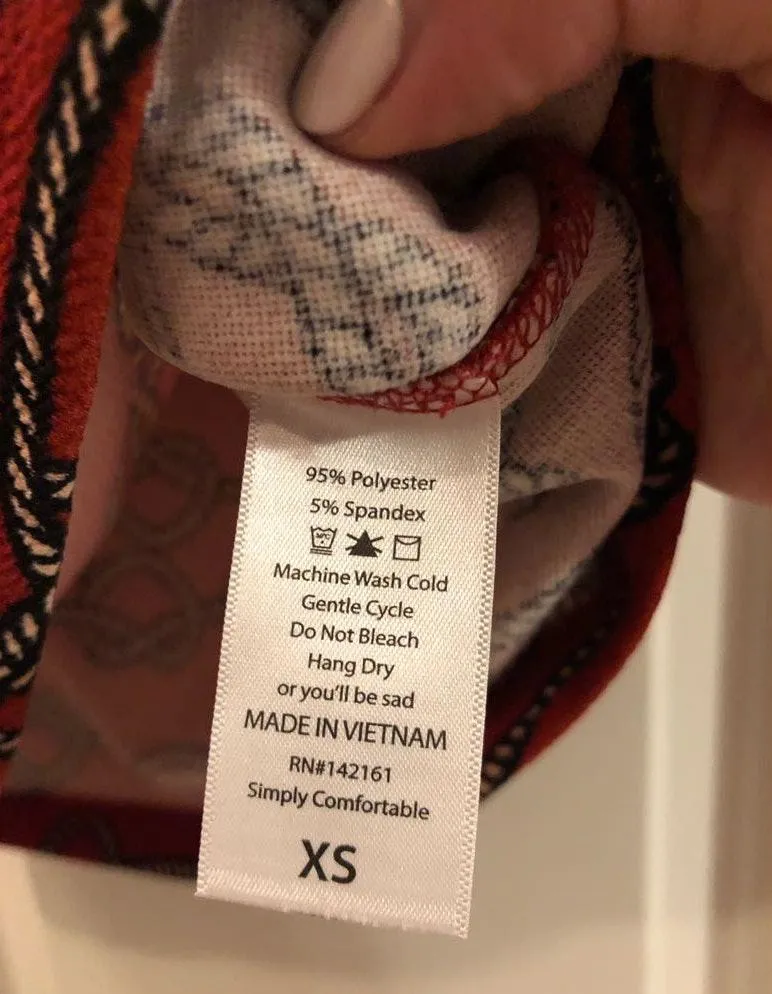 95% Polyester
5% Spandex
Machine Wash Cold
Gentle Cycle
Do Not Bleach
Hang Dry
or you'll be sad
MADE IN VIETNAM
RN#142161
Simply Comfortable
XS